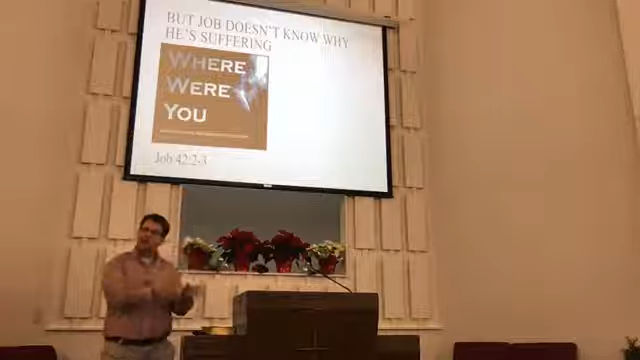 BUT JOB DOESN'T KNOW WHY
HE'S SUFFERING
WHERE
WERE
YOU
Job 42:2-3